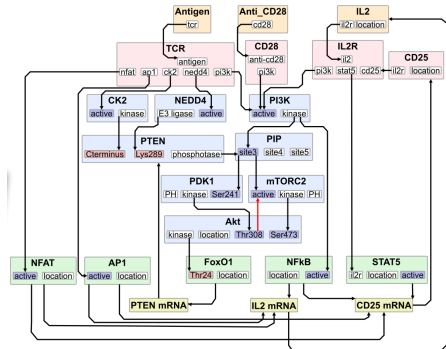 Antigen Anti_CD28 IL2
tcr cd28 il2r location
TCR CD28 IL2R CD25
antigen anti-cd28 il2
nfat ap1 ck2 nedd4 pi3k pi3k pi3k stat5 cd25 il2r location
CK2 NEDD4 PI3K
active kinase E3 ligase active active kinase
PTEN PIP
Cterminus Lys289 phosphotase site3 site4 site5
PDK1 mTORC2
PH kinase Ser241 active kinase PH
Akt
kinase location Thr308 Ser473
NFAT AP1 FoxO1 NFkB STAT5
active location active location Thr24 location location active il2r location active
PTEN mRNA IL2 mRNA CD25 mRNA